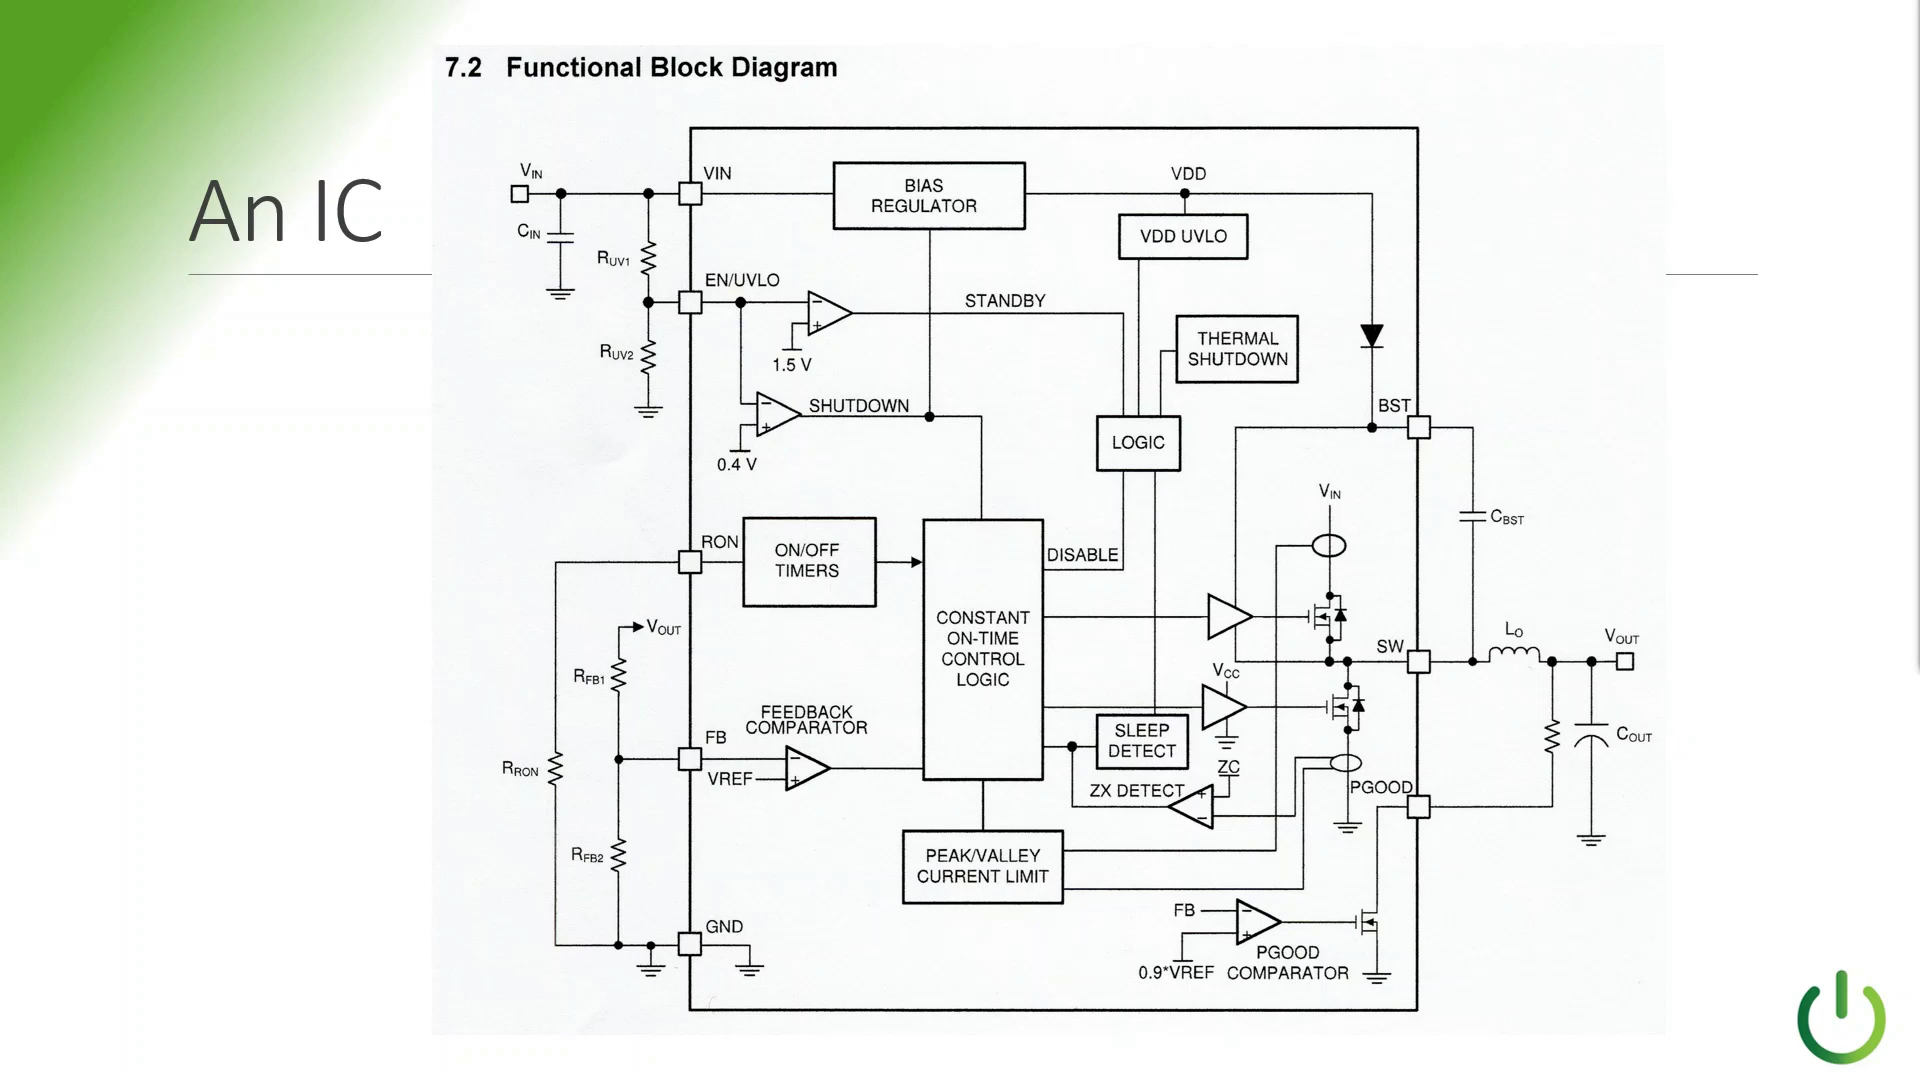 An IC
7.2 Functional Block Diagram
VIN
VIN
BIAS
REGULATOR
VDD
CIN
RUV1
VDD UVLO
EN/UVLO
STANDBY
1.5 V
RUV2
THERMAL
SHUTDOWN
SHUTDOWN
BST
0.4 V
LOGIC
VIN
CBST
RON
ON/OFF
TIMERS
DISABLE
CONSTANT
ON-TIME
CONTROL
LOGIC
VOUT
RFB1
SW
LO
VOUT
VCC
FEEDBACK
COMPARATOR
FB
VREF
SLEEP
DETECT
COUT
RRON
ZC
ZX DETECT
PGOOD
RFB2
PEAK/VALLEY
CURRENT LIMIT
GND
FB
0.9*VREF
PGOOD
COMPARATOR
+
−
+
−
+
−
+
−
+
−